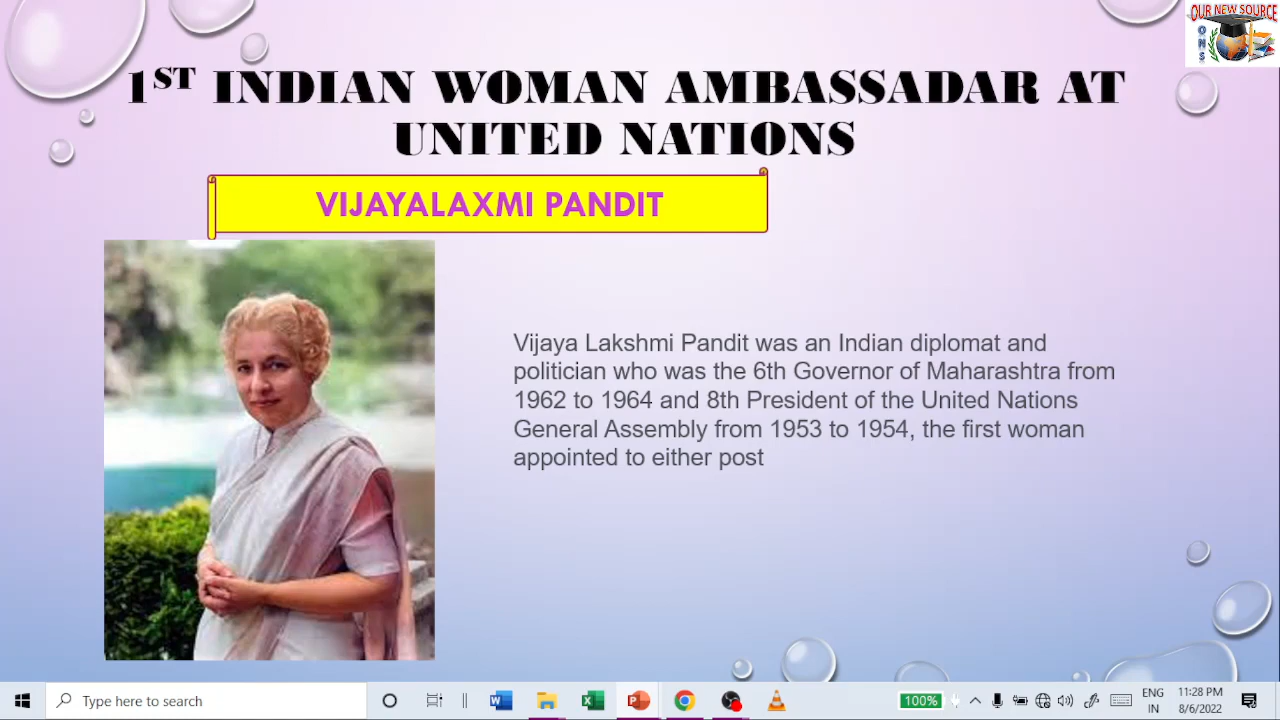 OUR NEW SOURCE
ONS
1ST INDIAN WOMAN AMBASSADAR AT
UNITED NATIONS
VIJAYALAXMI PANDIT
Vijaya Lakshmi Pandit was an Indian diplomat and
politician who was the 6th Governor of Maharashtra from
1962 to 1964 and 8th President of the United Nations
General Assembly from 1953 to 1954, the first woman
appointed to either post
Type here to search
100%
ENG
IN
11:28 PM
8/6/2022